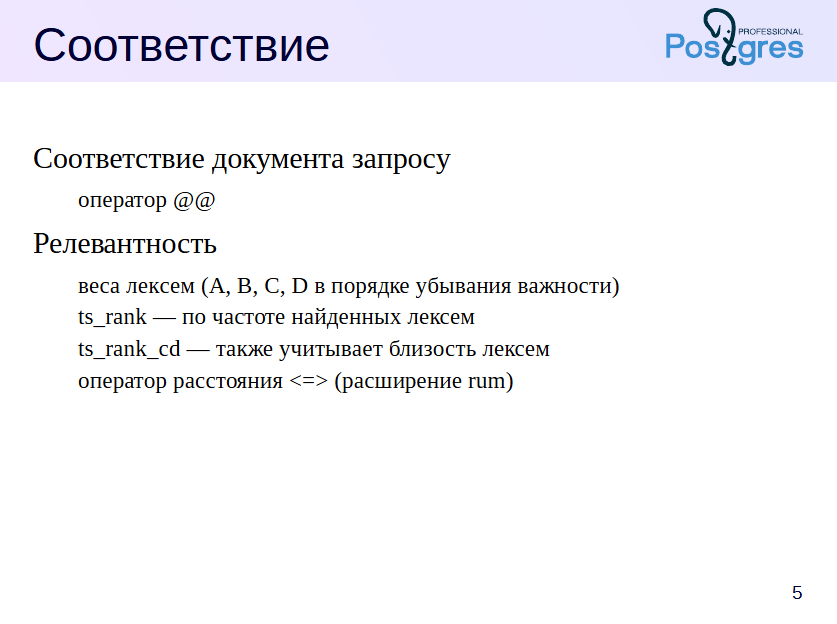 Соответствие
PROFESSIONAL
Postgres
Соответствие документа запросу
оператор @@
Релевантность
веса лексем (A, B, C, D в порядке убывания важности)
ts_rank — по частоте найденных лексем
ts_rank_cd — также учитывает близость лексем
оператор расстояния <=> (расширение rum)
5